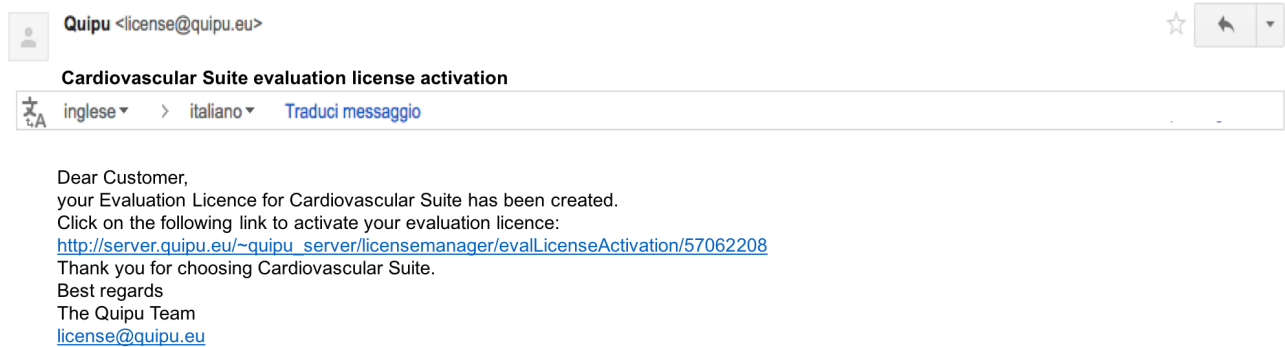 Quipu <license@quipu.eu>
Cardiovascular Suite evaluation license activation
inglese > italiano Traduci messaggio
Dear Customer,
your Evaluation Licence for Cardiovascular Suite has been created.
Click on the following link to activate your evaluation licence:
http://server.quipu.eu/~quipu_server/licensemanager/evalLicenseActivation/57062208
Thank you for choosing Cardiovascular Suite.
Best regards
The Quipu Team
license@quipu.eu